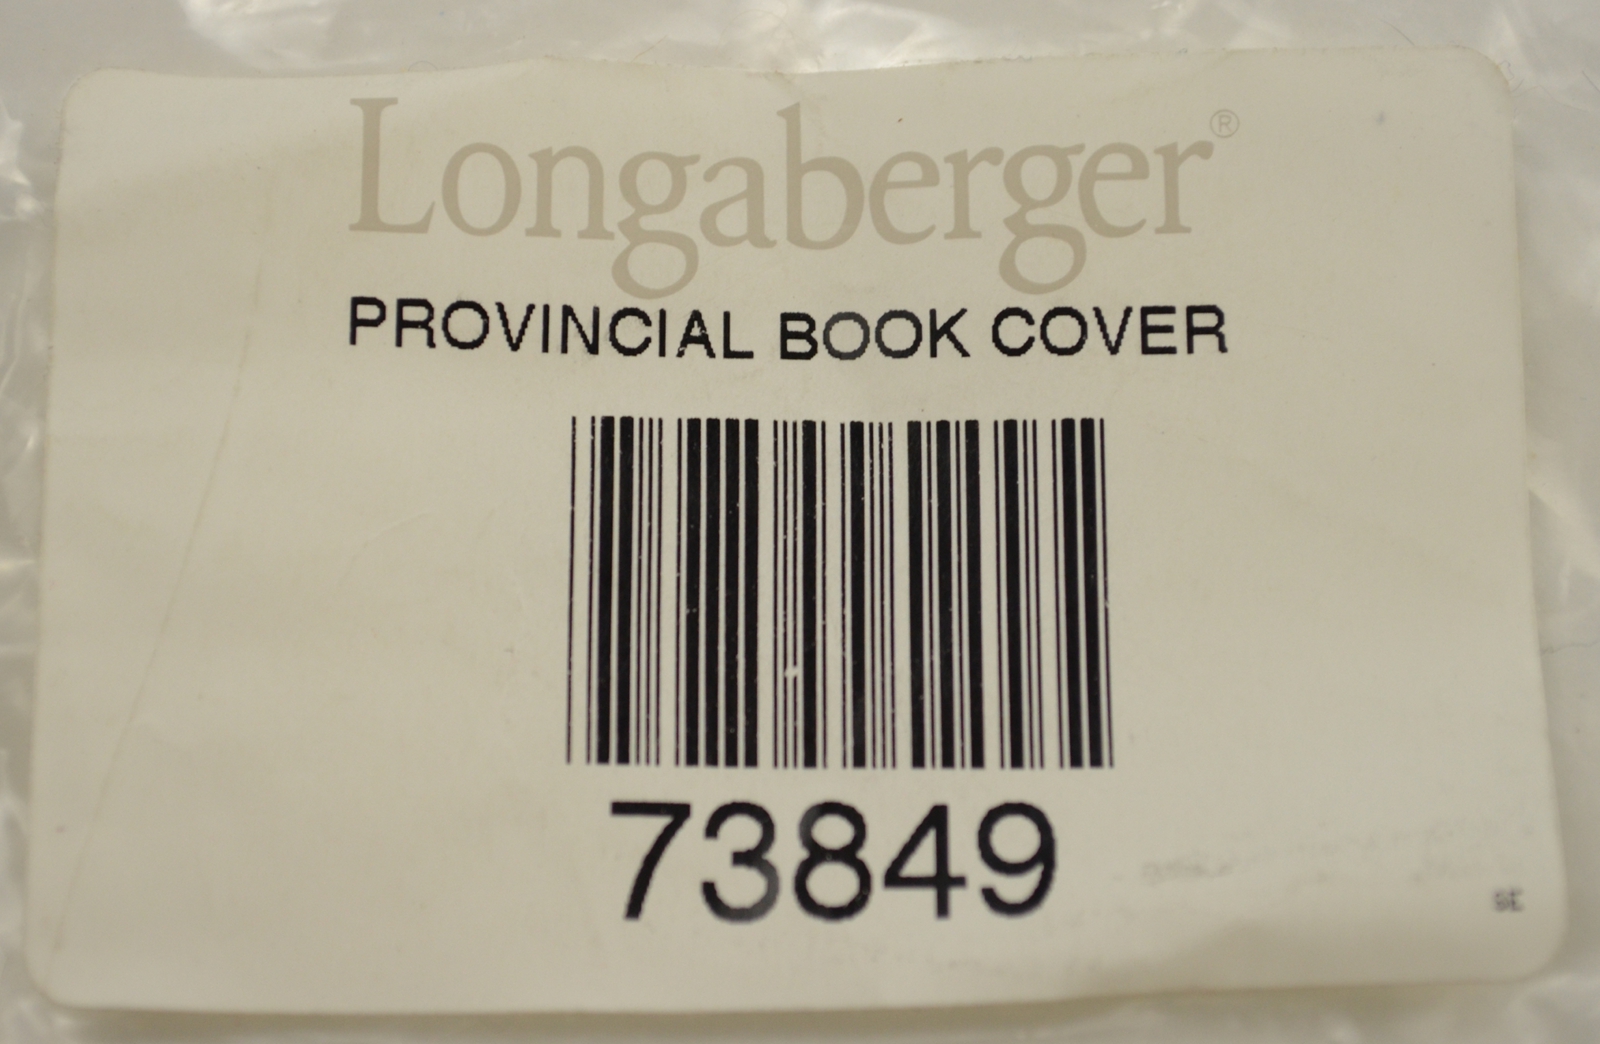 Longaberger®
PROVINCIAL BOOK COVER
73849